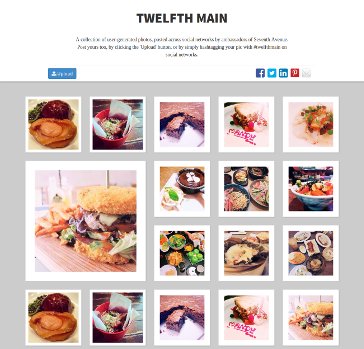 TWELFTH MAIN
A collection of user-generated photos, posted across social networks by ambassadors of Seventh Avenue.
Post yours too, by clicking the 'Upload' button, or by simply hashtagging your pic with #twelfthmain on
social networks.
Upload